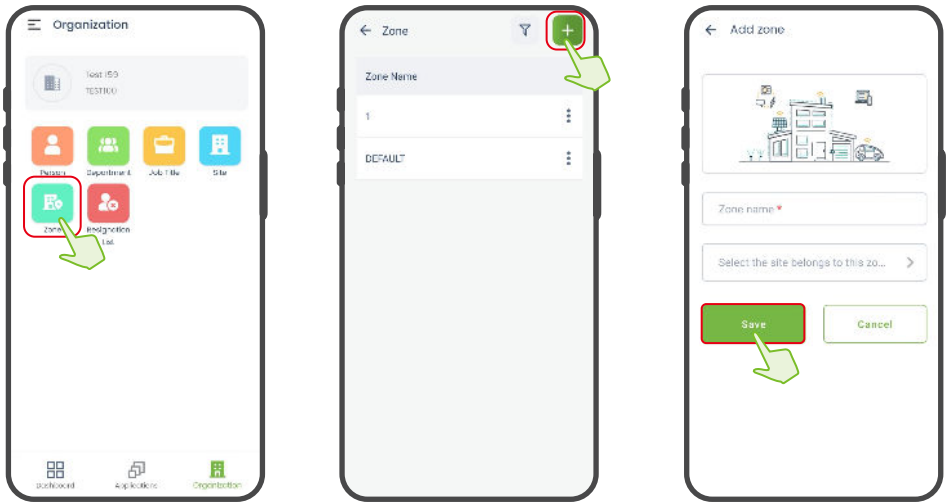 Organization
Test 159
TEST100
Person
Department
Job Title
Site
Zone
Resignation
List
Dashboard
Applications
Organization
Zone
Zone Name
1
DEFAULT
Add zone
Zone name *
Select the site belongs to this zo...
Save
Cancel